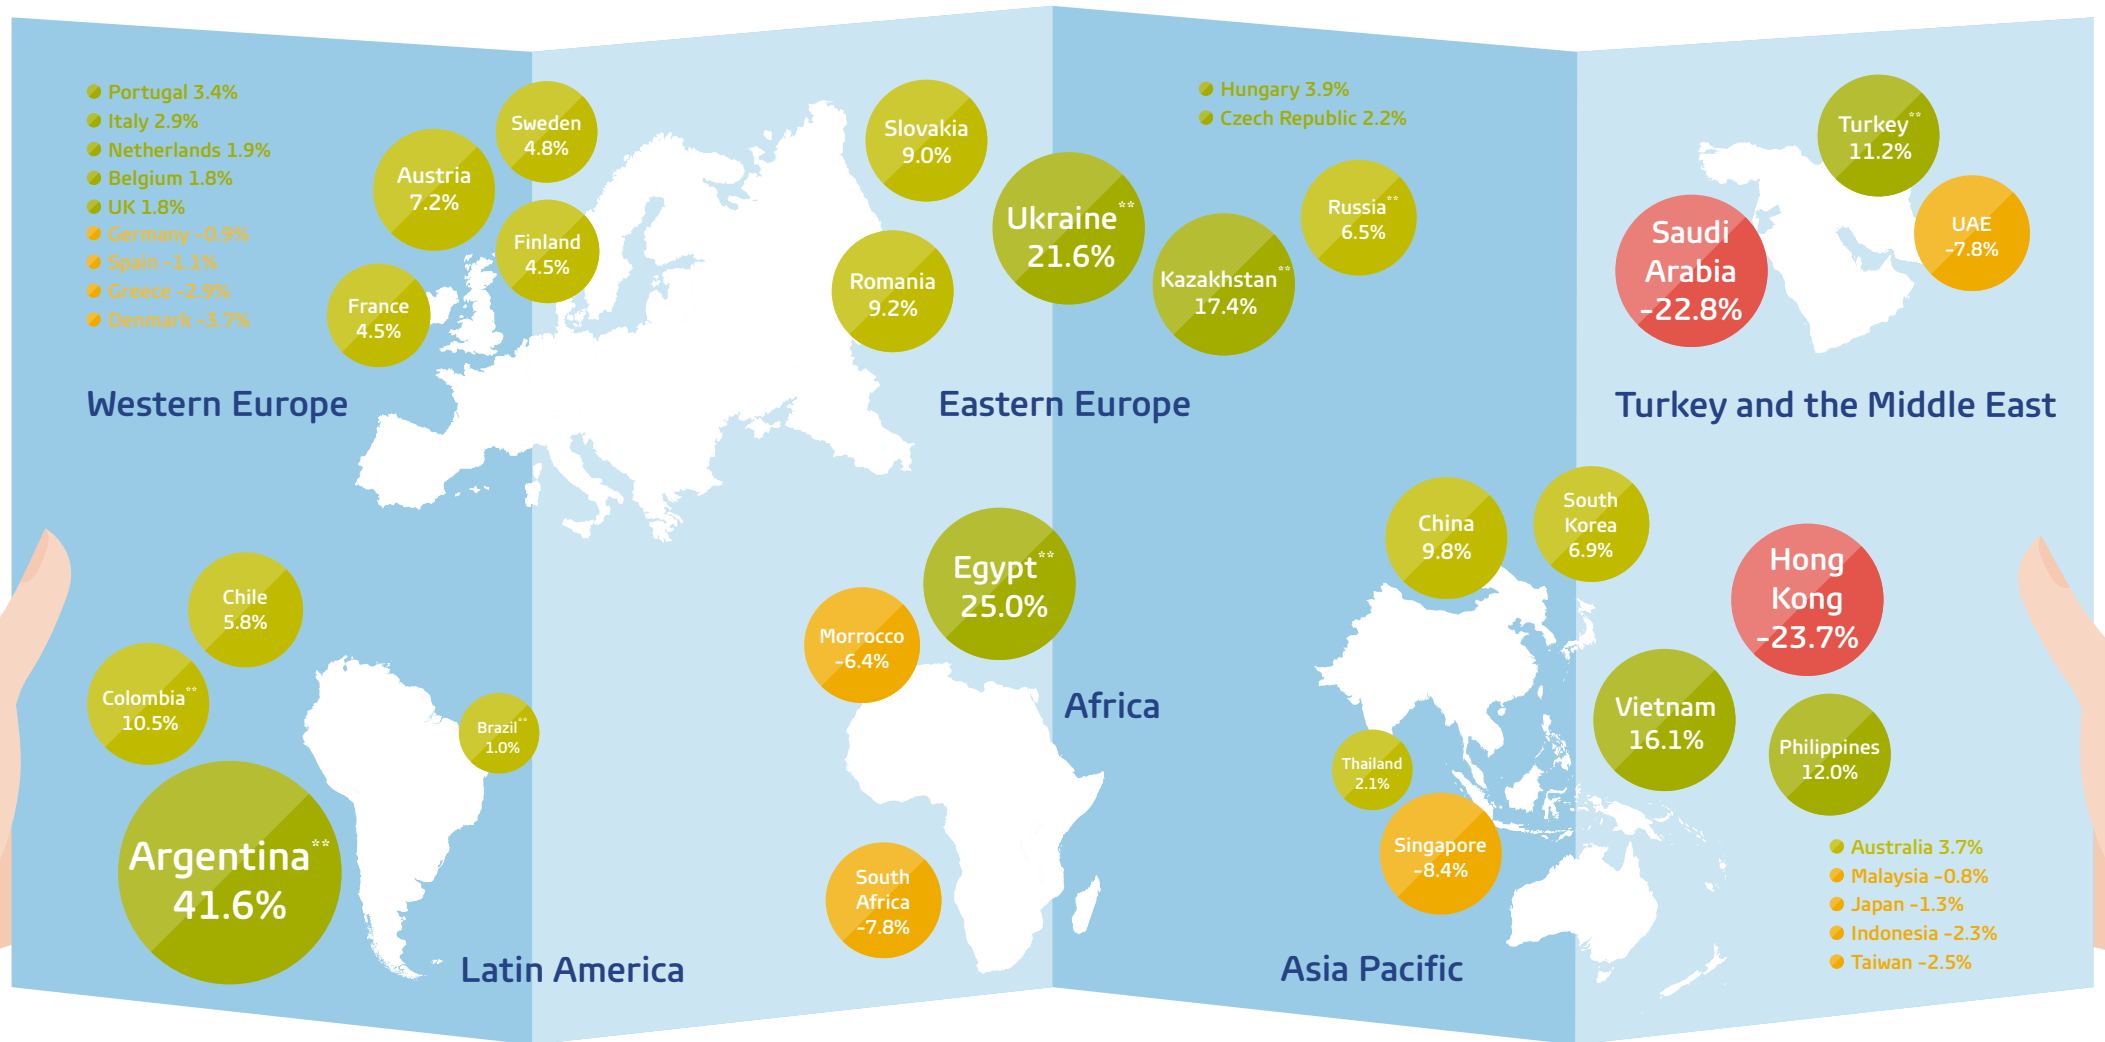 Portugal 3.4%
Italy 2.9%
Netherlands 1.9%
Belgium 1.8%
UK 1.8%
Germany -0.9%
Spain -1.1%
Greece -2.9%
Denmark -3.7%
Sweden
4.8%
Austria
7.2%
Finland
4.5%
France
4.5%
Western Europe
Slovakia
9.0%
Romania
9.2%
Ukraine**
21.6%
Hungary 3.9%
Czech Republic 2.2%
Kazakhstan**
17.4%
Russia**
6.5%
Eastern Europe
Turkey**
11.2%
Saudi
Arabia
-22.8%
UAE
-7.8%
Turkey and the Middle East
Chile
5.8%
Colombia**
10.5%
Brazil**
1.0%
Argentina**
41.6%
Latin America
Egypt**
25.0%
Morrocco
-6.4%
Africa
South
Africa
-7.8%
China
9.8%
South
Korea
6.9%
Hong
Kong
-23.7%
Vietnam
16.1%
Philippines
12.0%
Thailand
2.1%
Singapore
-8.4%
Australia 3.7%
Malaysia -0.8%
Japan -1.3%
Indonesia -2.3%
Taiwan -2.5%
Asia Pacific